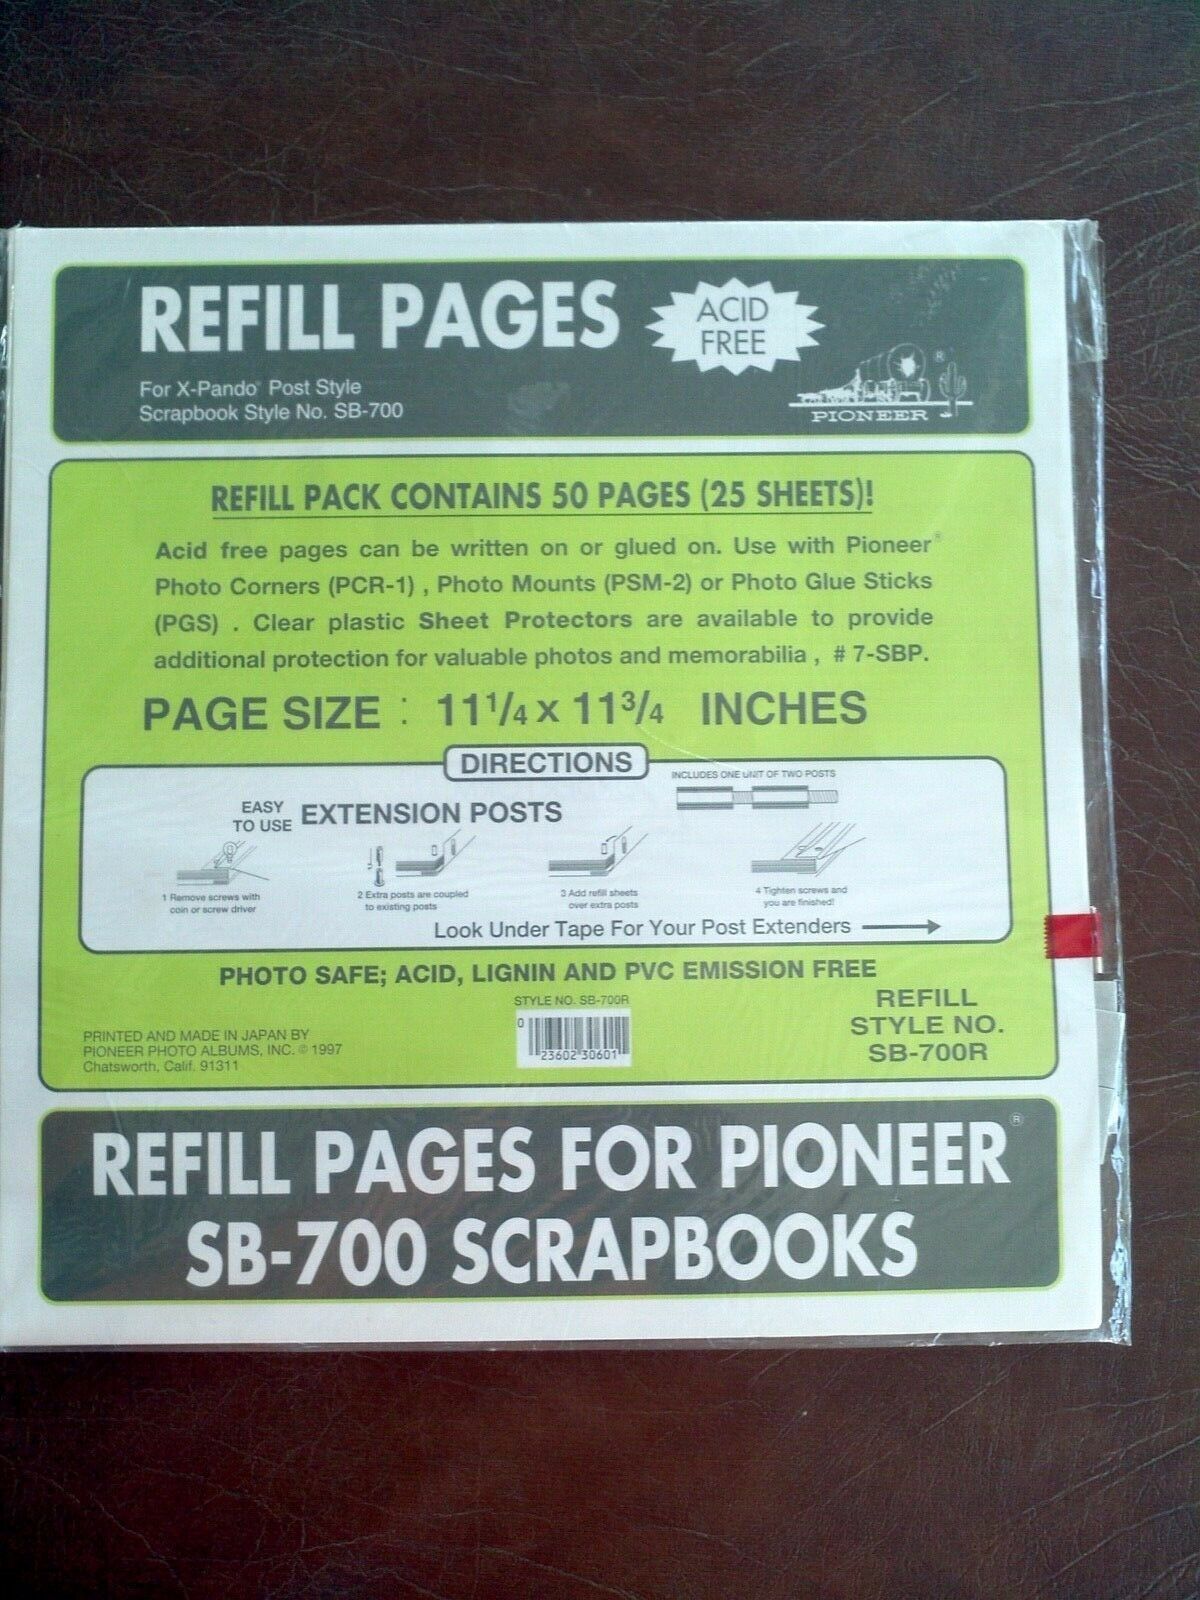 REFILL PAGES
ACID
FREE
For X-Pando® Post Style
Scrapbook Style No. SB-700
®
PIONEER
REFILL PACK CONTAINS 50 PAGES (25 SHEETS)!
Acid free pages can be written on or glued on. Use with Pioneer®
Photo Corners (PCR-1) , Photo Mounts (PSM-2) or Photo Glue Sticks
(PGS) . Clear plastic Sheet Protectors are available to provide
additional protection for valuable photos and memorabilia , # 7-SBP.
PAGE SIZE : 11¹/4 x 11³/4 INCHES
DIRECTIONS
INCLUDES ONE UNIT OF TWO POSTS
EASY
TO USE
EXTENSION POSTS
1 Remove screws with
coin or screw driver
2 Extra posts are coupled
to existing posts
3 Add refill sheets
over extra posts
4 Tighten screws and
you are finished!
Look Under Tape For Your Post Extenders
PHOTO SAFE; ACID, LIGNIN AND PVC EMISSION FREE
STYLE NO. SB-700R
0 23602 30601
PRINTED AND MADE IN JAPAN BY
PIONEER PHOTO ALBUMS, INC. © 1997
Chatsworth, Calif. 91311
REFILL
STYLE NO.
SB-700R
REFILL PAGES FOR PIONEER®
SB-700 SCRAPBOOKS